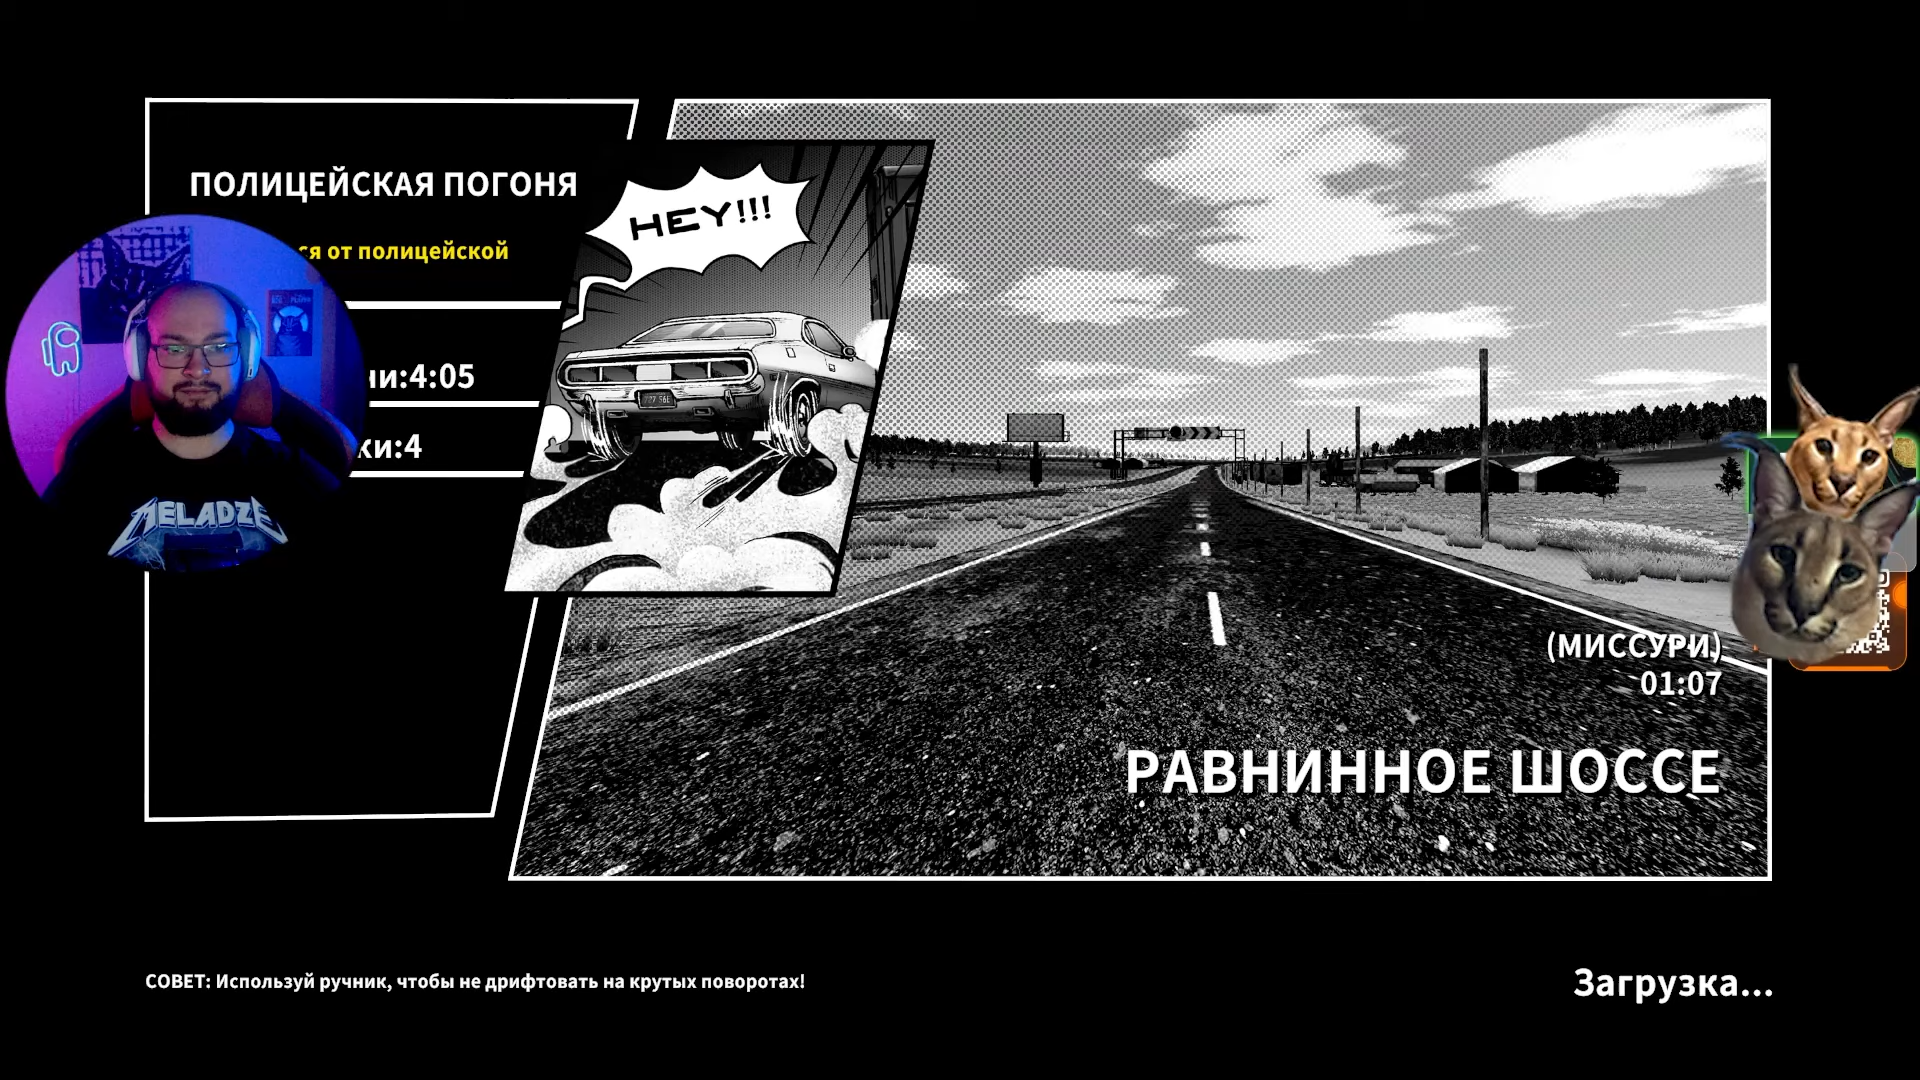 ПОЛИЦЕЙСКАЯ ПОГОНЯ
HEY!!!
от полицейской
4:05
4
MELADZE
(МИССУРИ)
01:07
РАВНИННОЕ ШОССЕ
СОВЕТ: Используй ручник, чтобы не дрифтовать на крутых поворотах!
Загрузка...